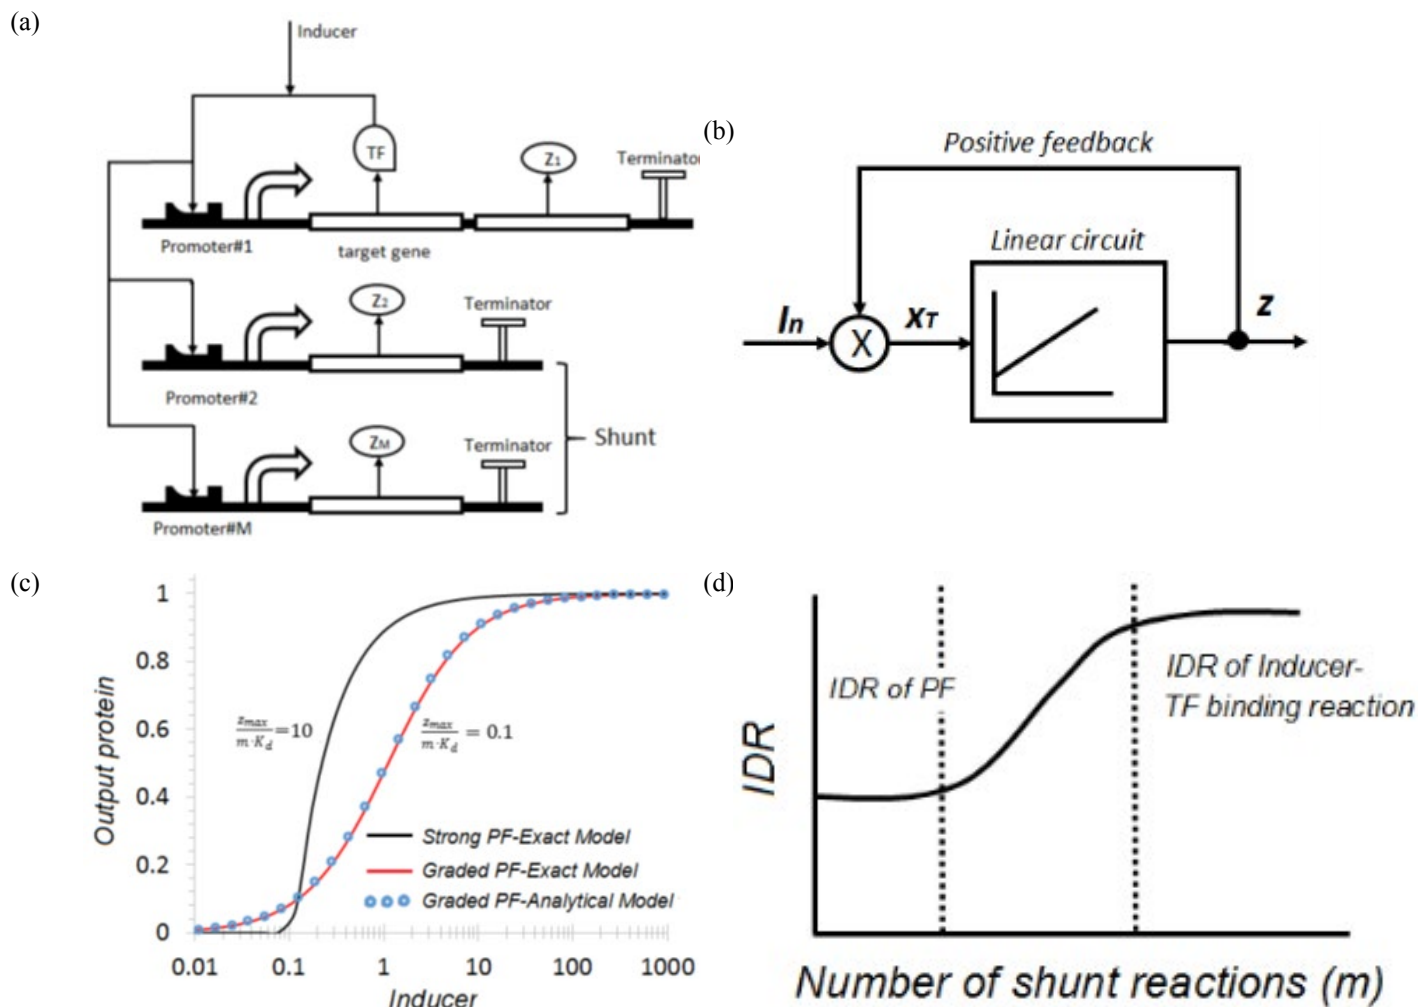 (a)
Inducer
TF
Z1
Terminato
Promoter#1
target gene
Z2
Terminator
Promoter#2
Shunt
ZM
Terminator
Promoter#M
(b)
Positive feedback
Linear circuit
In
X
xT
z
(c)
Output protein
1
0.8
0.6
0.4
0.2
0
zmax/m·Kd=10
zmax/m·Kd = 0.1
Strong PF-Exact Model
Graded PF-Exact Model
Graded PF-Analytical Model
0.01 0.1 1 10 100 1000
Inducer
(d)
IDR
IDR of PF
IDR of Inducer-
TF binding reaction
Number of shunt reactions (m)